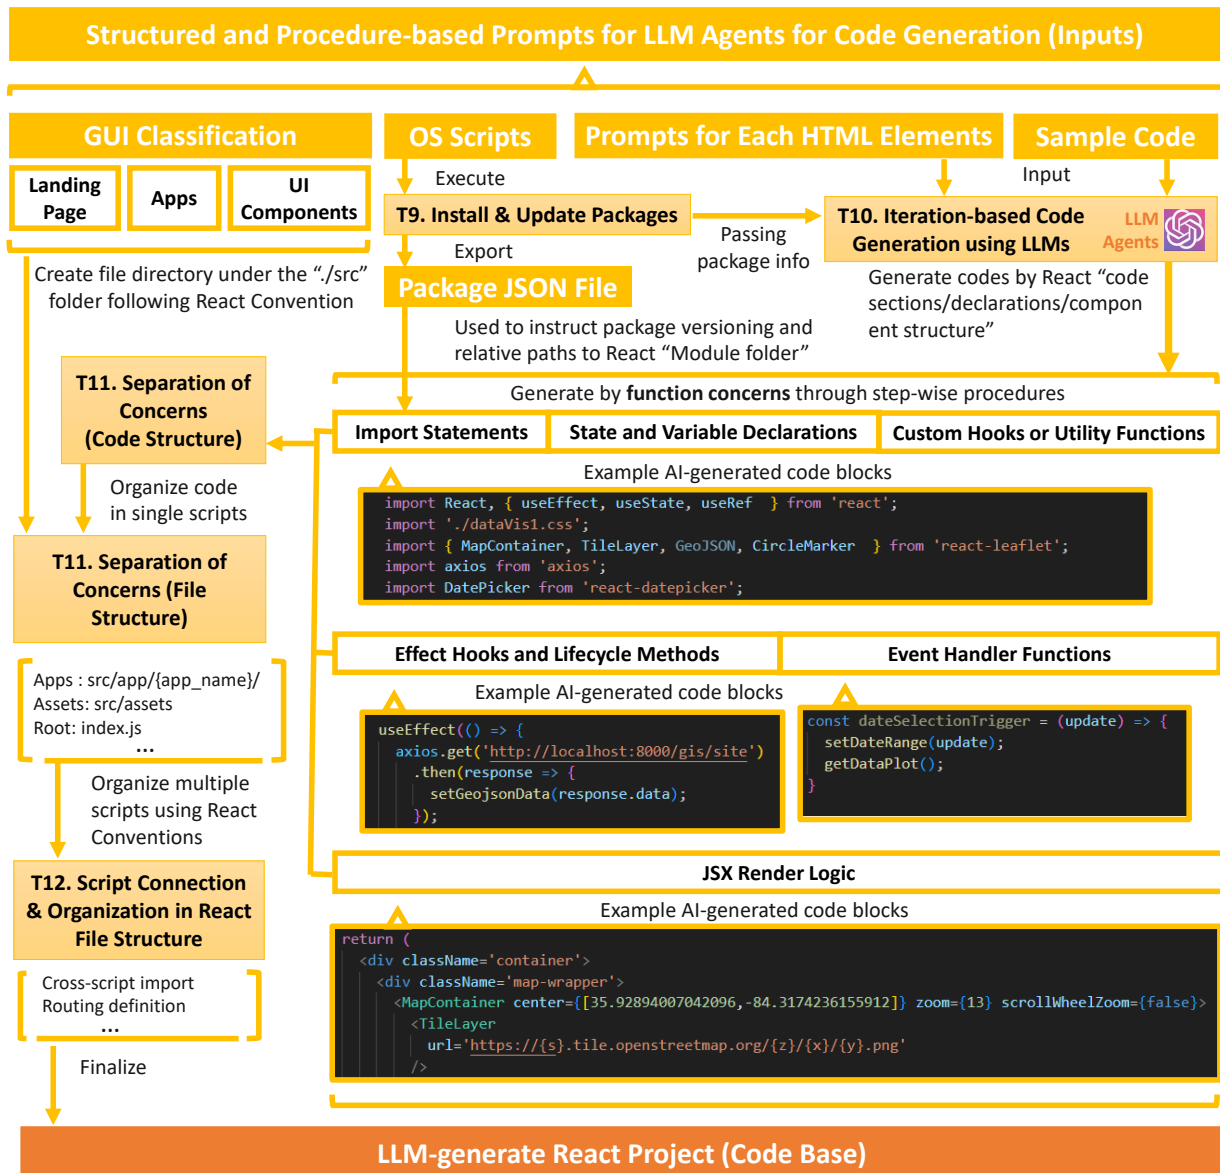 Structured and Procedure-based Prompts for LLM Agents for Code Generation (Inputs)
GUI Classification
OS Scripts
Prompts for Each HTML Elements
Sample Code
Landing
Page
Apps
UI
Components
Execute
Input
T9. Install & Update Packages
Passing
package info
T10. Iteration-based Code
Generation using LLMs
LLM
Agents
Export
Package JSON File
Create file directory under the “./src”
folder following React Convention
Generate codes by React “code
sections/declarations/compon
ent structure”
Used to instruct package versioning and
relative paths to React “Module folder”
T11. Separation of
Concerns
(Code Structure)
Generate by function concerns through step-wise procedures
Import Statements
State and Variable Declarations
Custom Hooks or Utility Functions
Example AI-generated code blocks
import React, { useEffect, useState, useRef  } from 'react';
import './dataVis1.css';
import { MapContainer, TileLayer, GeoJSON, CircleMarker  } from 'react-leaflet';
import axios from 'axios';
import DatePicker from 'react-datepicker';
Organize code
in single scripts
T11. Separation of
Concerns (File
Structure)
Apps : src/app/{app_name}/
Assets: src/assets
Root: index.js
...
Effect Hooks and Lifecycle Methods
Event Handler Functions
Example AI-generated code blocks
useEffect(() => {
axios.get('http://localhost:8000/gis/site')
.then(response => {
setGeojsonData(response.data);
});
const dateSelectionTrigger = (update) => {
setDateRange(update);
getDataPlot();
}
Organize multiple
scripts using React
Conventions
T12. Script Connection
& Organization in React
File Structure
JSX Render Logic
Example AI-generated code blocks
return (
<div className='container'>
<div className='map-wrapper'>
<MapContainer center={[35.92894007042096,-84.3174236155912]} zoom={13} scrollWheelZoom={false}>
<TileLayer
url='https://{s}.tile.openstreetmap.org/{z}/{x}/{y}.png'
/>
Cross-script import
Routing definition
...
Finalize
LLM-generate React Project (Code Base)